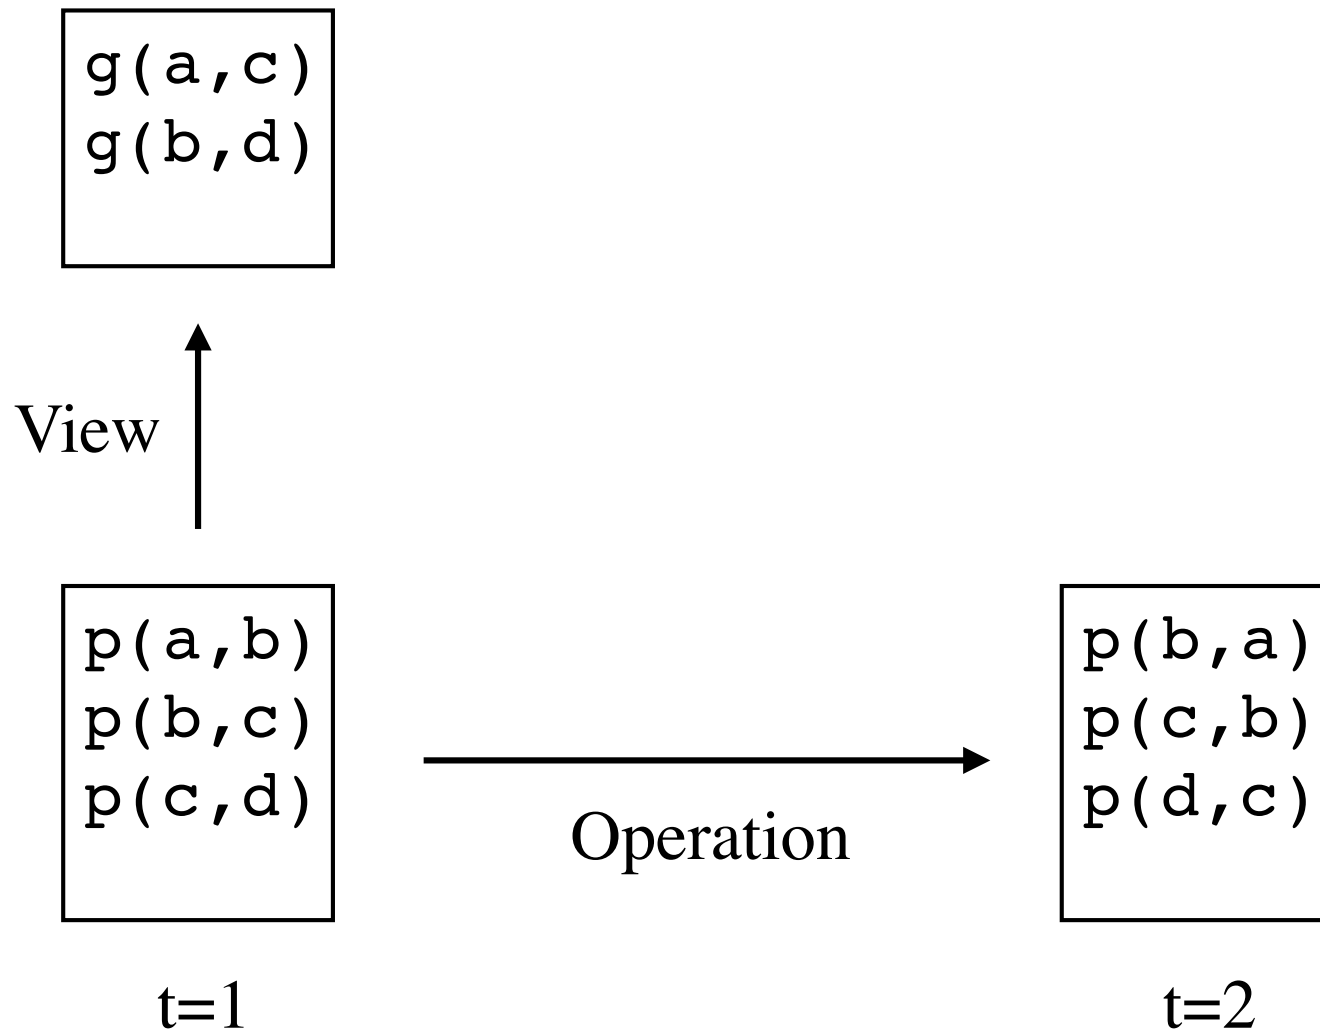 g(a,c)
g(b,d)
View
p(a,b)
p(b,c)
p(c,d)
Operation
p(b,a)
p(c,b)
p(d,c)
t=1
t=2